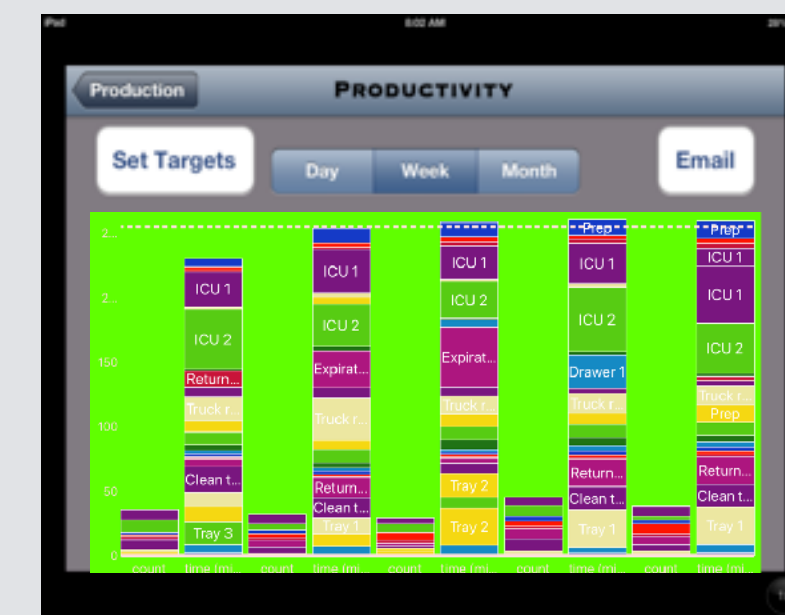 iPad
8:02 AM
Production
PRODUCTIVITY
Set Targets
Day
Week
Month
Email
2...
2...
150
100
50
0
ICU 1
ICU 2
Return...
Truck r...
Clean t...
Tray 3
ICU 1
ICU 2
Expirat...
Truck r...
Return...
Clean t...
Tray 1
ICU 1
ICU 2
Expirat...
Truck r...
Tray 2
Tray 2
Prep
ICU 1
ICU 2
Drawer 1
Truck r...
Return...
Clean t...
Tray 1
Prep
ICU 1
ICU 1
ICU 2
Truck r...
Prep
Return...
Clean t...
Tray 1
count time (mi... count time (mi... count time (mi... count time (mi... count time (mi...